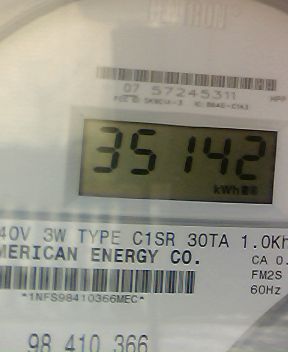 CENTRON
07 57245311
35142
kWh
40V 3W TYPE C1SR 30TA 1.0Kh
MERICAN ENERGY CO.
CA 0.
FM2S
60Hz
*1NFS98410366MEC*
98 410 366